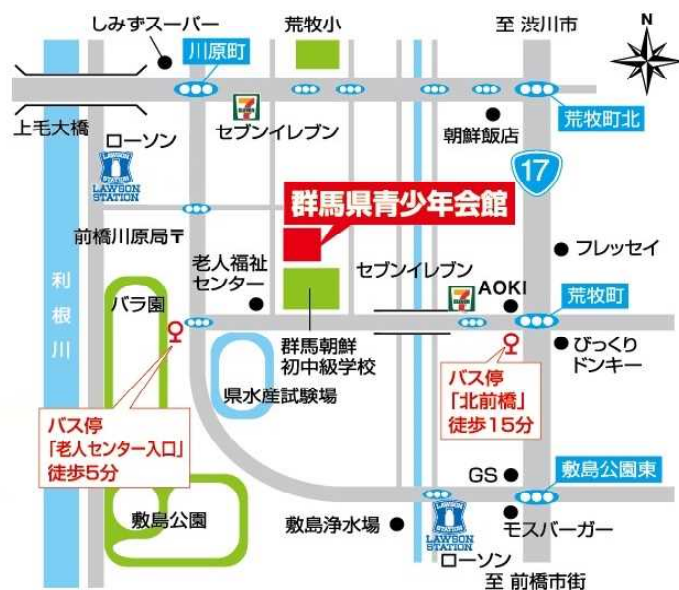 しみずスーパー
荒牧小
至 渋川市
N
川原町
上毛大橋
7
ELEVEN
セブンイレブン
朝鮮飯店
荒牧町北
ローソン
LAWSON
STATION
17
群馬県青少年会館
前橋川原局〒
フレッセイ
老人福祉
センター
セブンイレブン
7
ELEVEN
AOKI
荒牧町
利根川
バラ園
群馬朝鮮
初中級学校
びっくり
ドンキー
県水産試験場
バス停
「老人センター入口」
徒歩5分
バス停
「北前橋」
徒歩15分
GS
敷島公園東
敷島公園
敷島浄水場
LAWSON
STATION
ローソン
モスバーガー
至 前橋市街